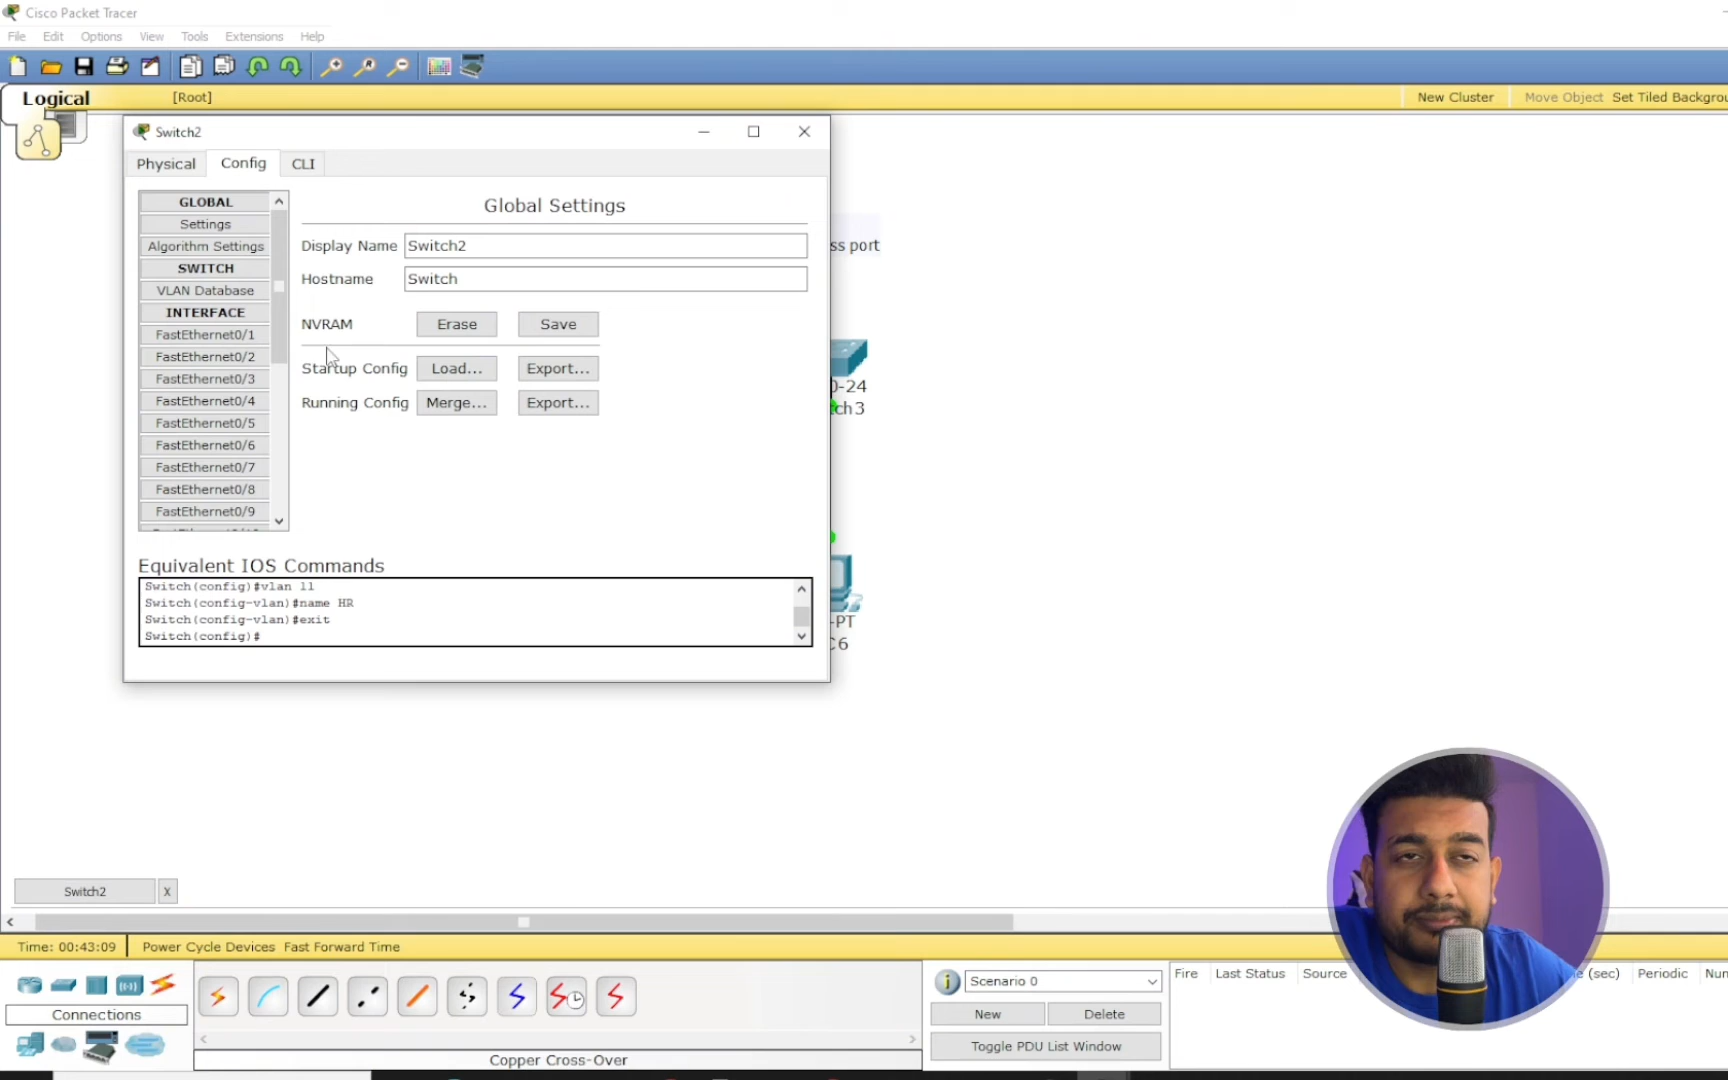 Cisco Packet Tracer
File Edit Options View Tools Extensions Help
Logical [Root] New Cluster Move Object Set Tiled Backgrou
Switch2
Physical Config CLI
GLOBAL
Settings
Algorithm Settings
SWITCH
VLAN Database
INTERFACE
FastEthernet0/1
FastEthernet0/2
FastEthernet0/3
FastEthernet0/4
FastEthernet0/5
FastEthernet0/6
FastEthernet0/7
FastEthernet0/8
FastEthernet0/9
Global Settings
Display Name Switch2
Hostname Switch
NVRAM Erase Save
Startup Config Load... Export...
Running Config Merge... Export...
Equivalent IOS Commands
Switch(config)#vlan 11
Switch(config-vlan)#name HR
Switch(config-vlan)#exit
Switch(config)#
ss port
0-24
tch3
-PT
C6
Switch2 X
Time: 00:43:09 Power Cycle Devices Fast Forward Time
Connections
Copper Cross-Over
Scenario 0
New Delete
Toggle PDU List Window
Fire Last Status Source (sec) Periodic Num